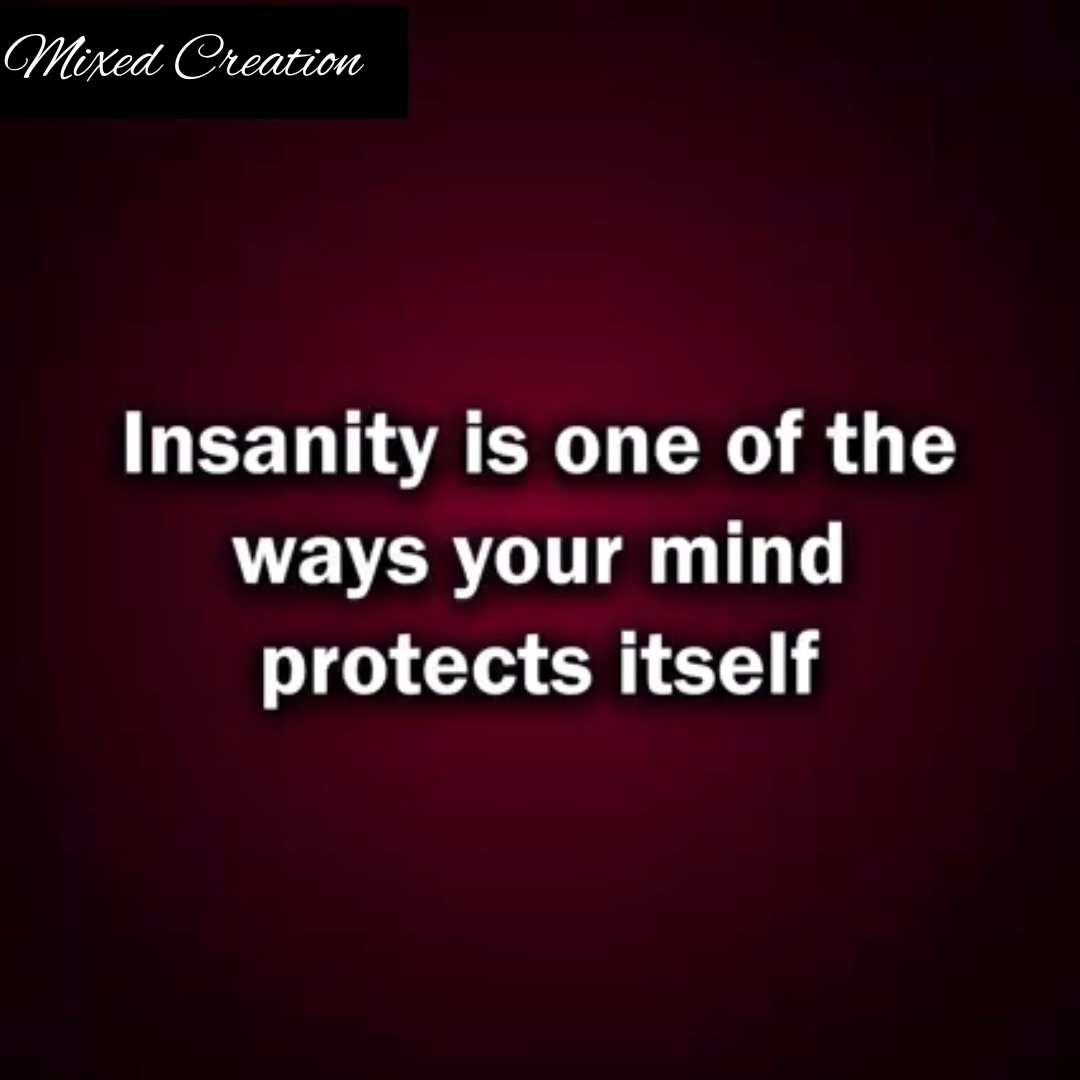 Mixed Creation
Insanity is one of the
ways your mind
protects itself